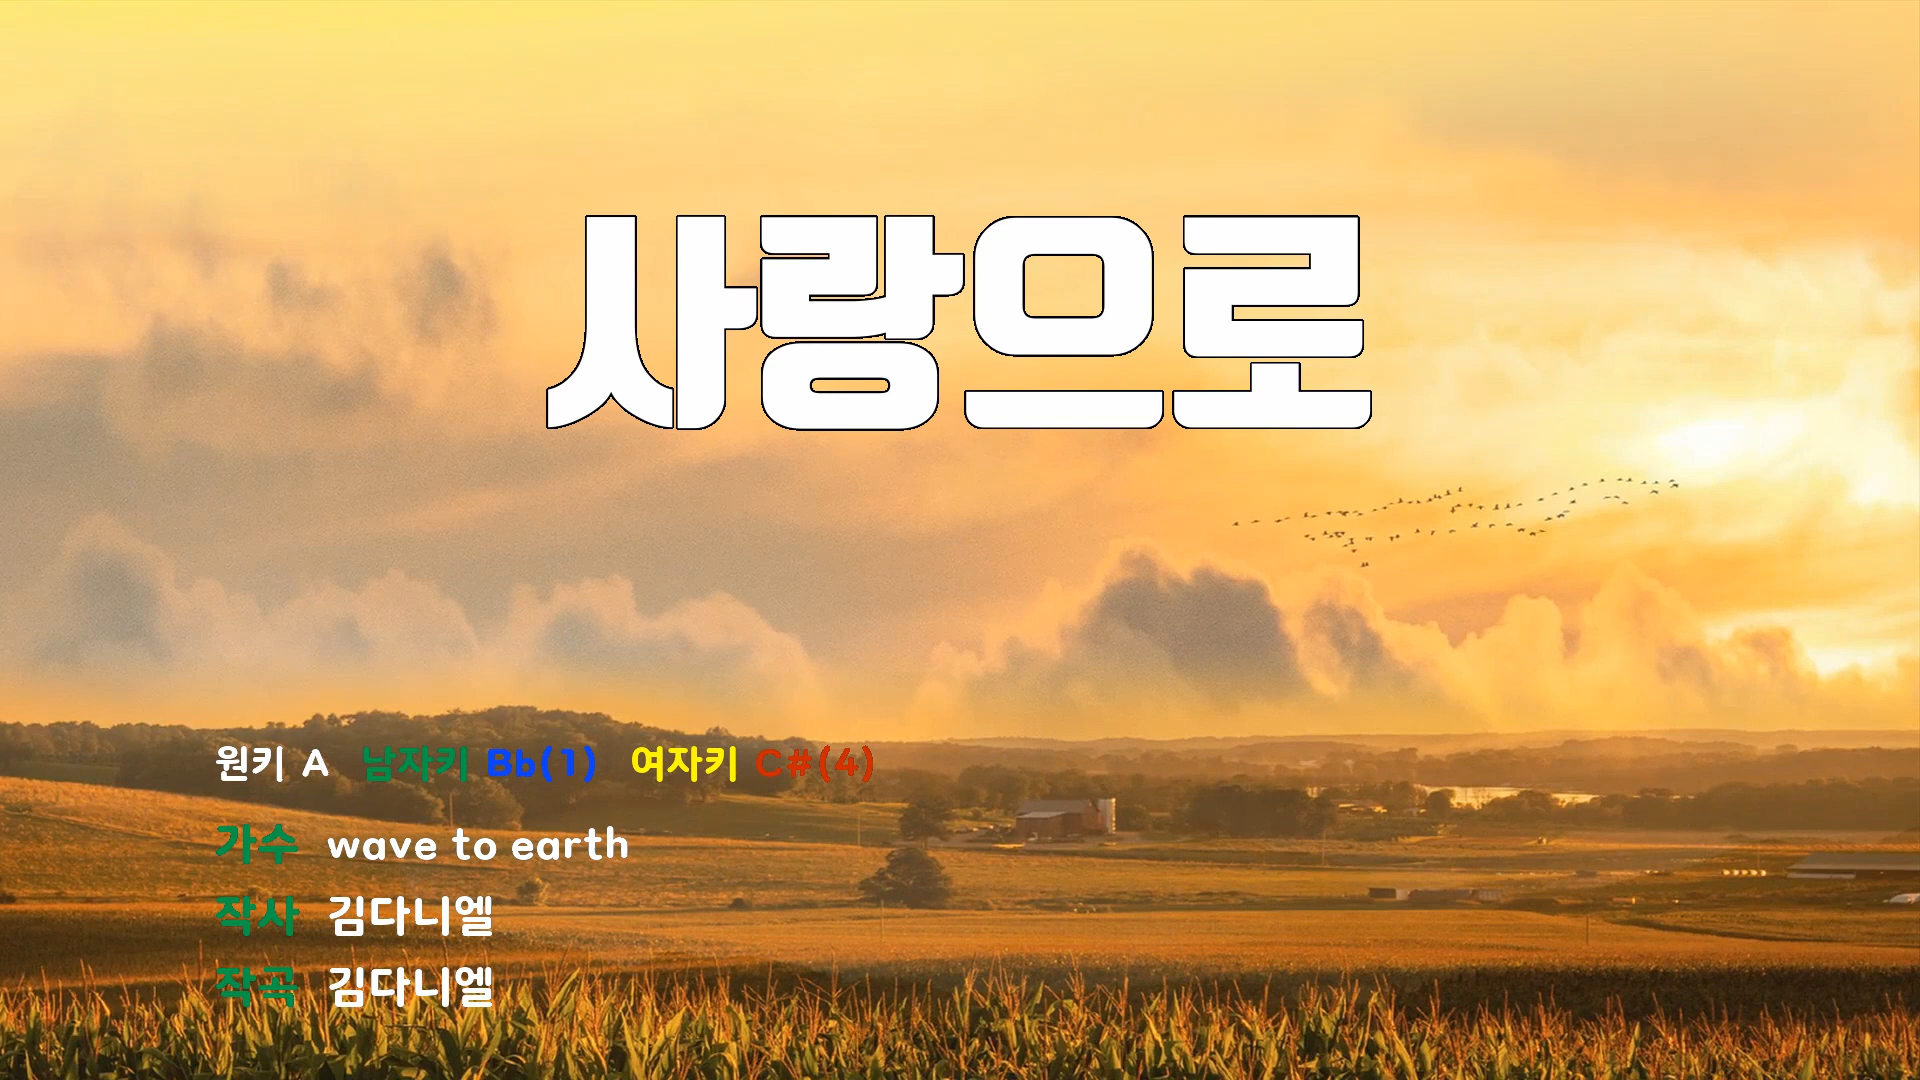 사랑으로
원키 A 남자키 Bb(1) 여자키 C#(4)
가수 wave to earth
작사 김다니엘
작곡 김다니엘